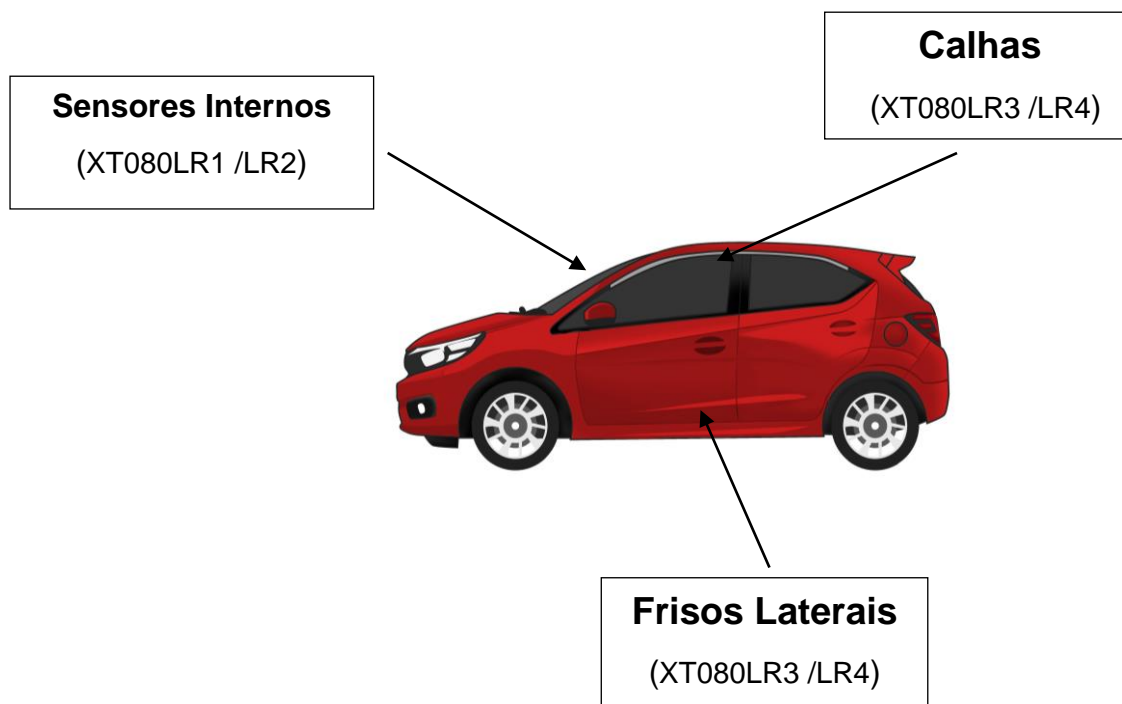 Calhas
(XT080LR3 /LR4)
Sensores Internos
(XT080LR1 /LR2)
Frisos Laterais
(XT080LR3 /LR4)